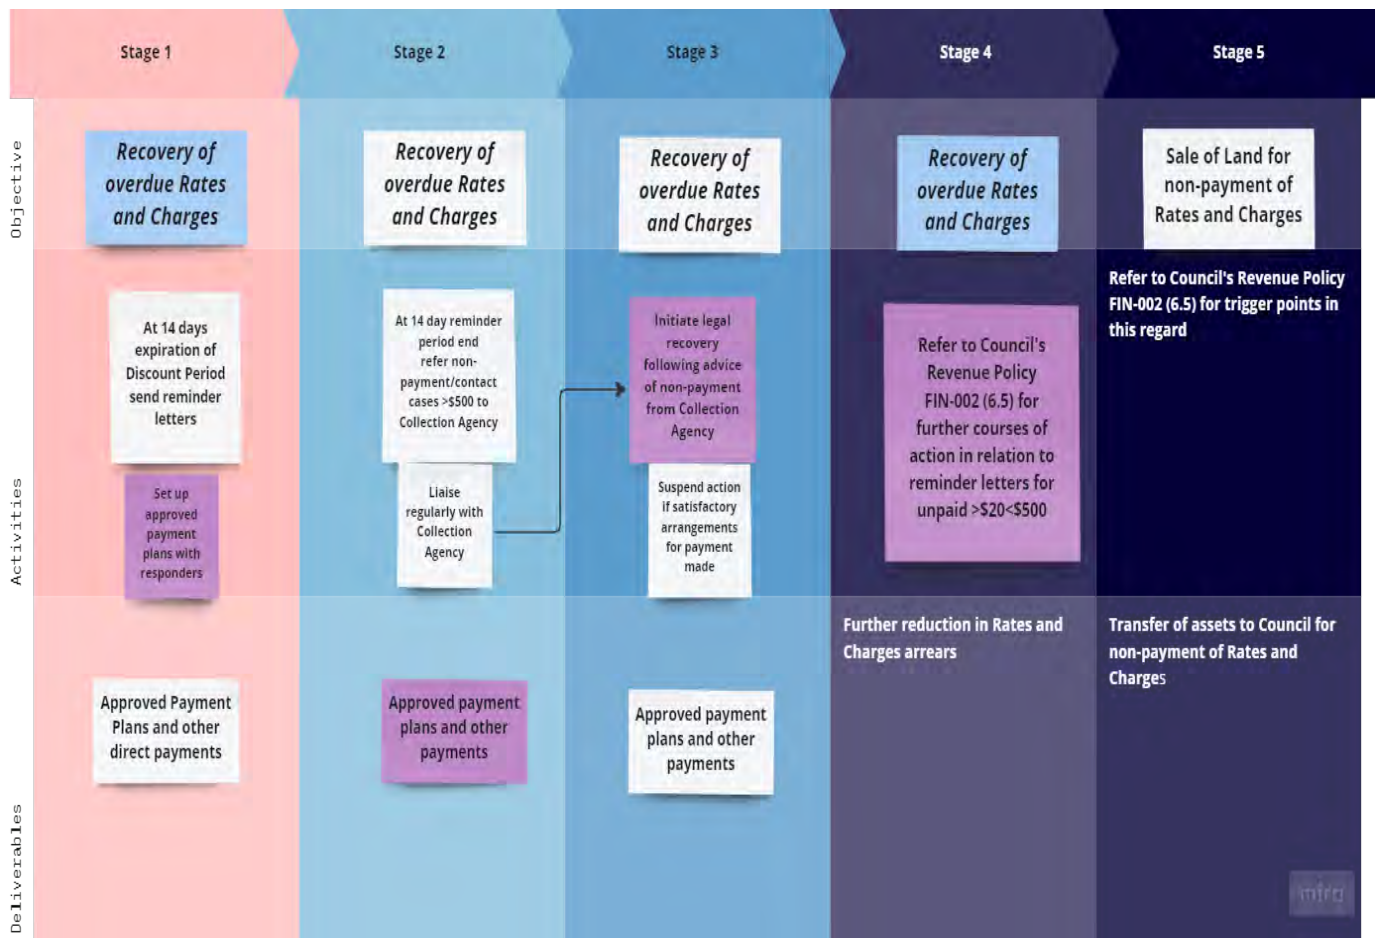 Stage 1
Stage 2
Stage 3
Stage 4
Stage 5
Objective
Recovery of
overdue Rates
and Charges
Recovery of
overdue Rates
and Charges
Recovery of
overdue Rates
and Charges
Recovery of
overdue Rates
and Charges
Sale of Land for
non-payment of
Rates and Charges
Activities
At 14 days
expiration of
Discount Period
send reminder
letters
Set up
approved
payment
plans with
responders
At 14 day reminder
period end
refer non-
payment/contact
cases >$500 to
Collection Agency
Liaise
regularly with
Collection
Agency
Initiate legal
recovery
following advice
of non-payment
from Collection
Agency
Suspend action
if satisfactory
arrangements
for payment
made
Refer to Council's
Revenue Policy
FIN-002 (6.5) for
further courses of
action in relation to
reminder letters for
unpaid >$20<$500
Refer to Council's Revenue Policy
FIN-002 (6.5) for trigger points in
this regard
Deliverables
Approved Payment
Plans and other
direct payments
Approved payment
plans and other
payments
Approved payment
plans and other
payments
Further reduction in Rates and
Charges arrears
Transfer of assets to Council for
non-payment of Rates and
Charges
miro